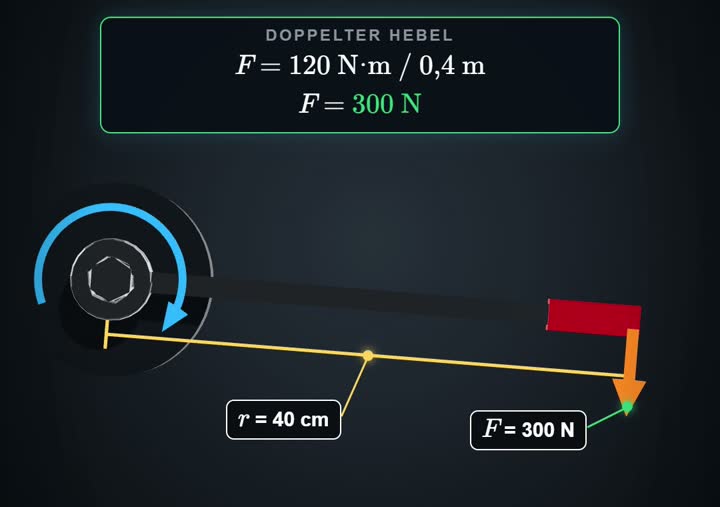 DOPPELTER HEBEL
F = 120 N·m / 0,4 m
F = 300 N
r = 40 cm
F = 300 N